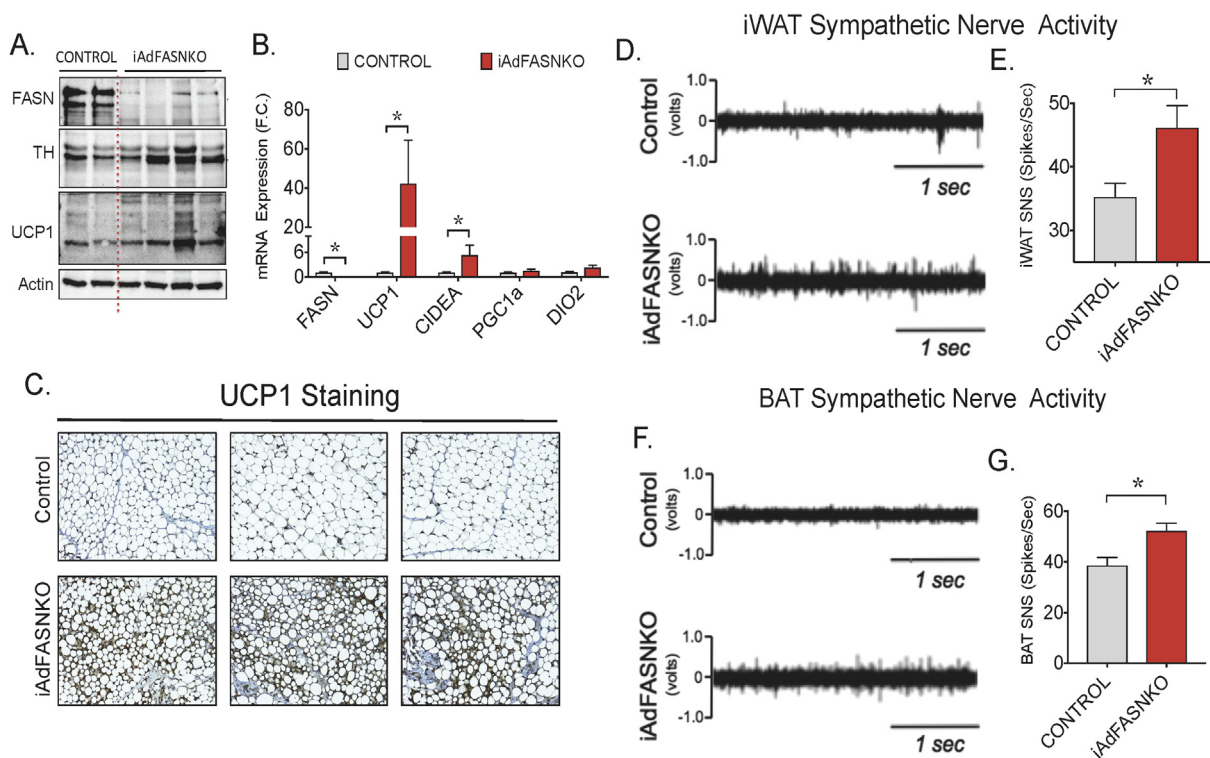 A.
CONTROL iAdFASNKO
FASN
TH
UCP1
Actin
B.
CONTROL iAdFASNKO
mRNA Expression (F.C.)
80
60
40
20
6
0
*
*
*
FASN
UCP1
CIDEA
PGC1a
DIO2
C.
UCP1 Staining
Control
iAdFASNKO
iWAT Sympathetic Nerve Activity
D.
Control
(volts)
1.0
0
-1.0
1 sec
iAdFASNKO
(volts)
1.0
0
-1.0
1 sec
E.
*
iWAT SNS (Spikes/Sec)
50
40
30
CONTROL
iAdFASNKO
BAT Sympathetic Nerve Activity
F.
Control
(volts)
1.0
0
-1.0
1 sec
iAdFASNKO
(volts)
1.0
0
-1.0
1 sec
G.
*
BAT SNS (Spikes/Sec)
60
40
20
0
CONTROL
iAdFASNKO